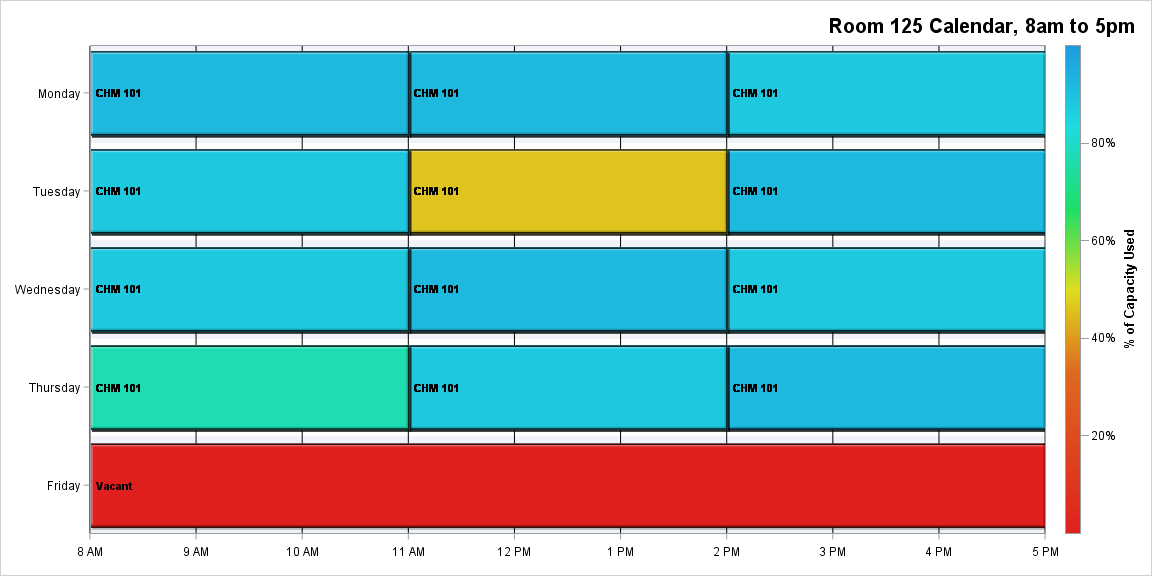 Room 125 Calendar, 8am to 5pm
Monday CHM 101 CHM 101 CHM 101
Tuesday CHM 101 CHM 101 CHM 101
Wednesday CHM 101 CHM 101 CHM 101
Thursday CHM 101 CHM 101 CHM 101
Friday Vacant
8 AM 9 AM 10 AM 11 AM 12 PM 1 PM 2 PM 3 PM 4 PM 5 PM
80%
60%
40%
20%
% of Capacity Used